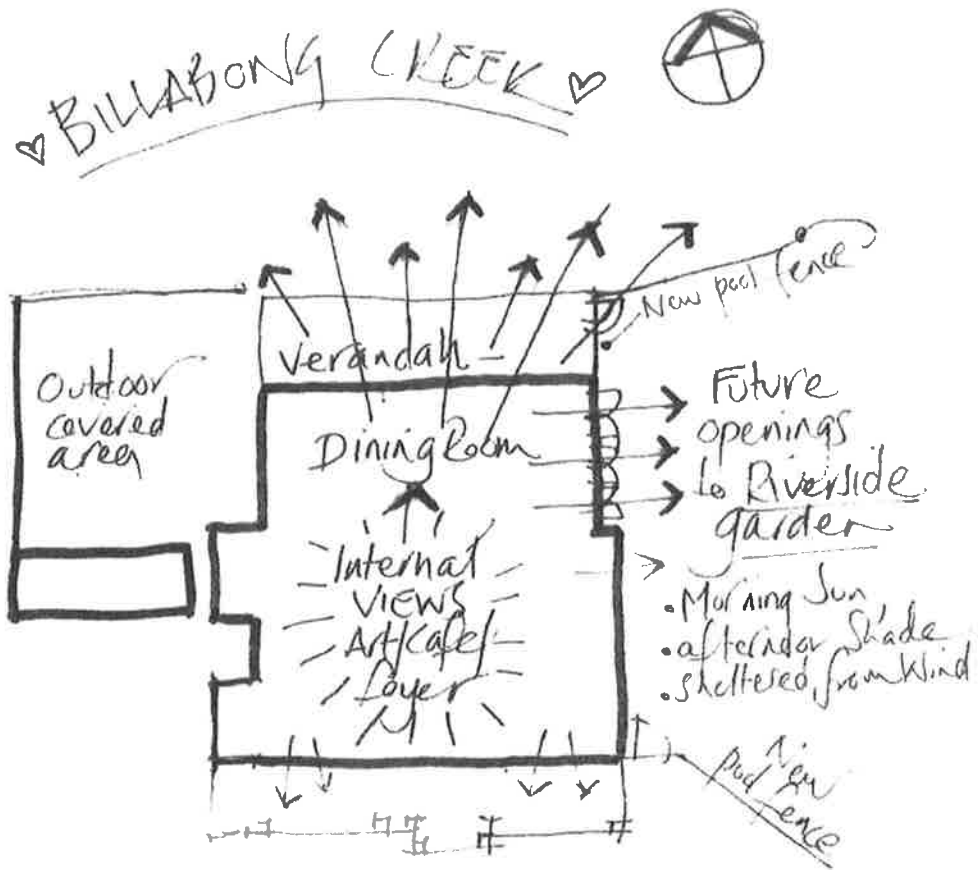 BILLABONG CREEK
New pool fence
Verandah
Outdoor
covered
area
Dining Room
Future
openings
to Riverside
garden
Internal
VIEWS
Art/Cafe/
foyer
• Morning Sun
• afternoon Shade
• sheltered from Wind
New
pool fence